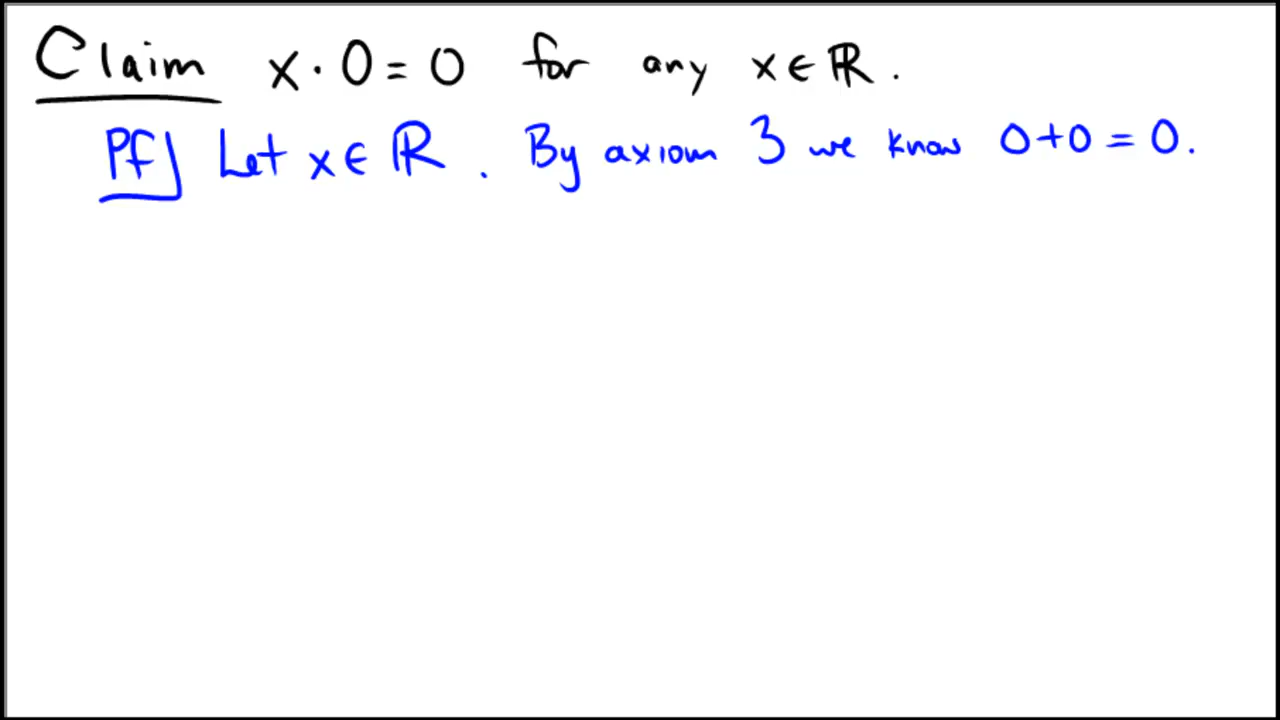 Claim x · 0 = 0 for any x ∈ ℝ.
Pf] Let x ∈ ℝ. By axiom 3 we know 0+0 = 0.